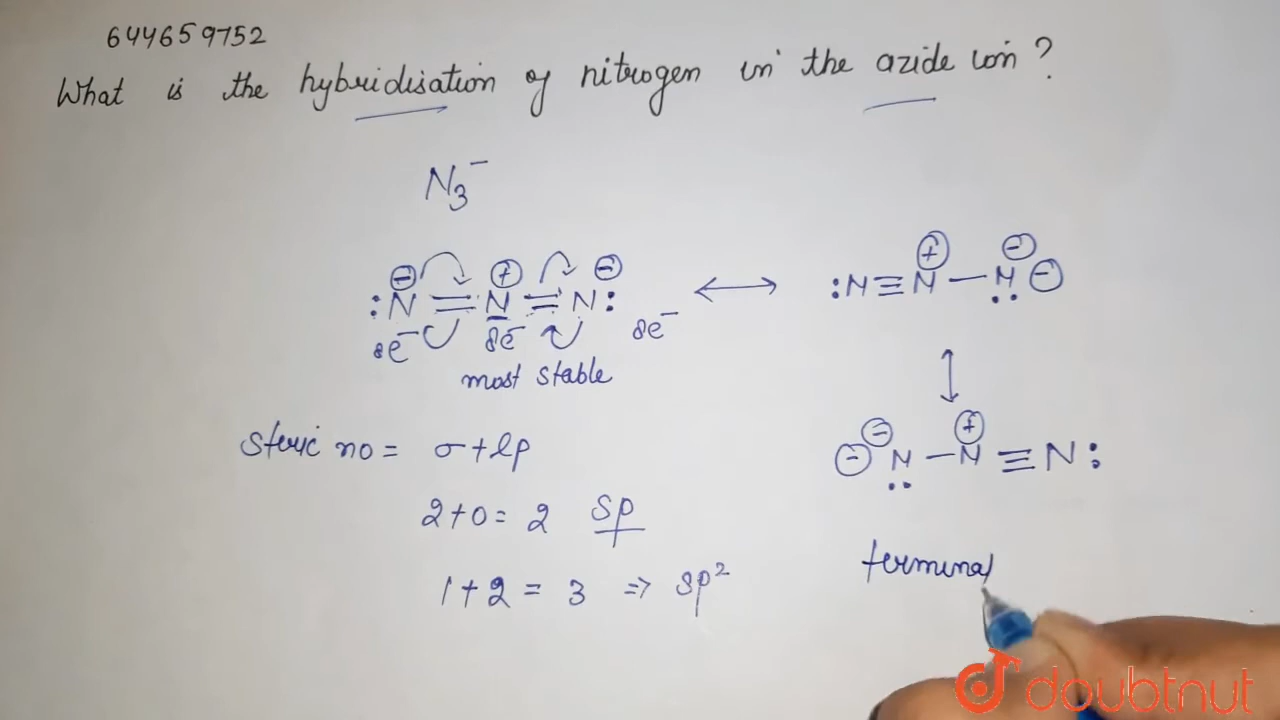 644659752
What is the hybridisation of nitrogen in the azide ion?
N₃⁻
⊖ ⊕ ⊖
:N = N = N: ⟷ :N≡N—N̤
⊕ ⊖ ⊖
8e⁻ 8e⁻ 8e⁻
most stable
↕
Steric no = σ+lp
⊖ ⊖ N̤ — N ≡ N:
⊕
2+0= 2 sp
terminal
1+2 = 3 ⇒ sp²
doubtnut